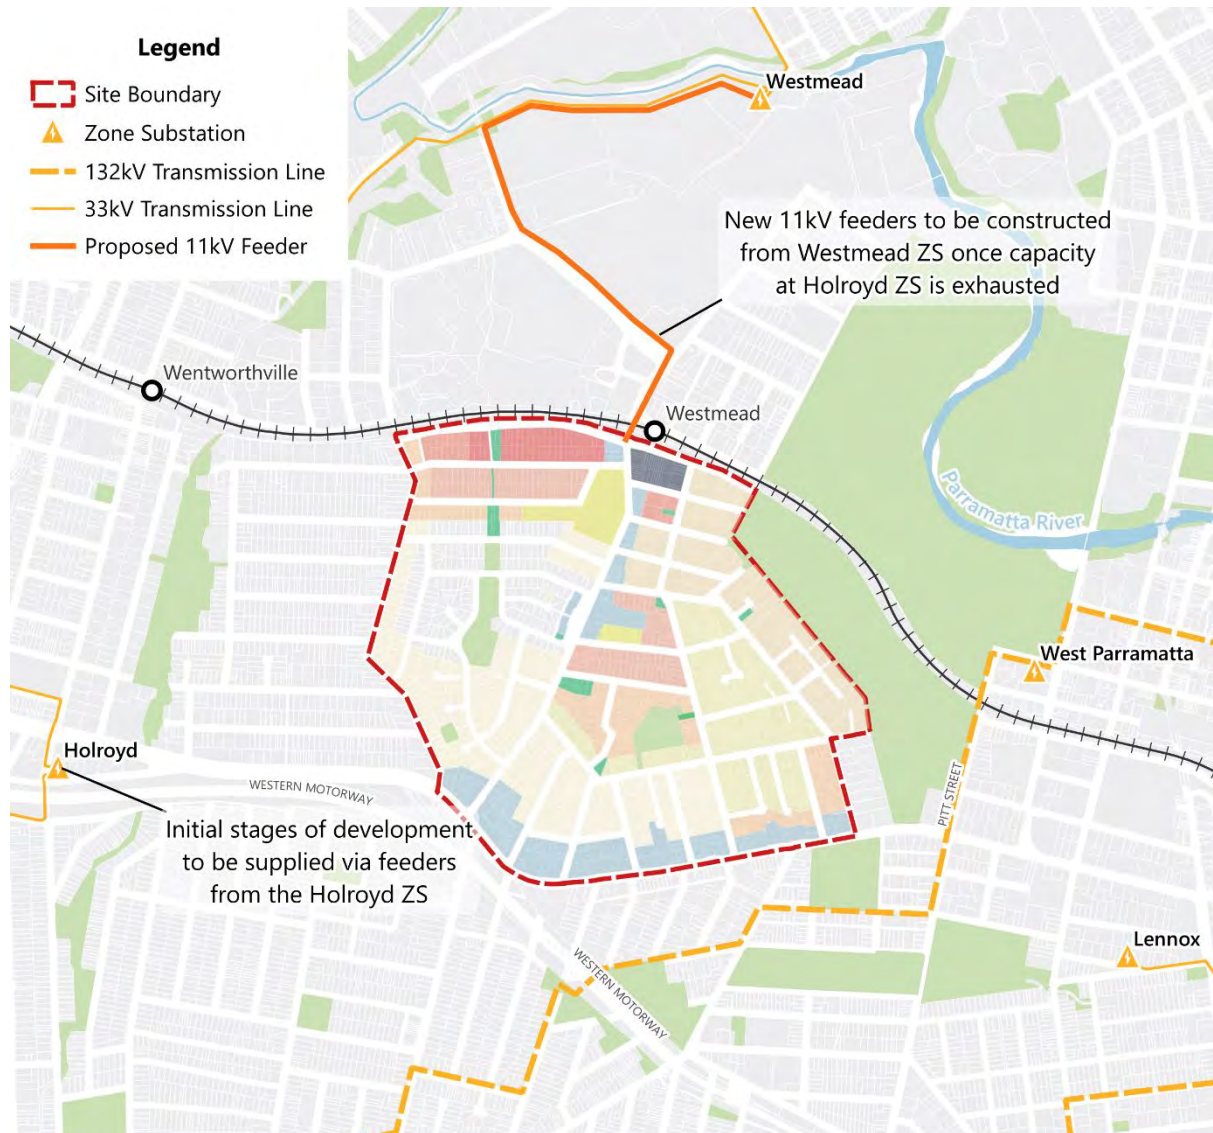 Legend
Site Boundary
Zone Substation
132kV Transmission Line
33kV Transmission Line
Proposed 11kV Feeder
Westmead
New 11kV feeders to be constructed
from Westmead ZS once capacity
at Holroyd ZS is exhausted
Wentworthville
Westmead
Parramatta River
West Parramatta
Holroyd
WESTERN MOTORWAY
PITT STREET
Initial stages of development
to be supplied via feeders
from the Holroyd ZS
Lennox
WESTERN MOTORWAY